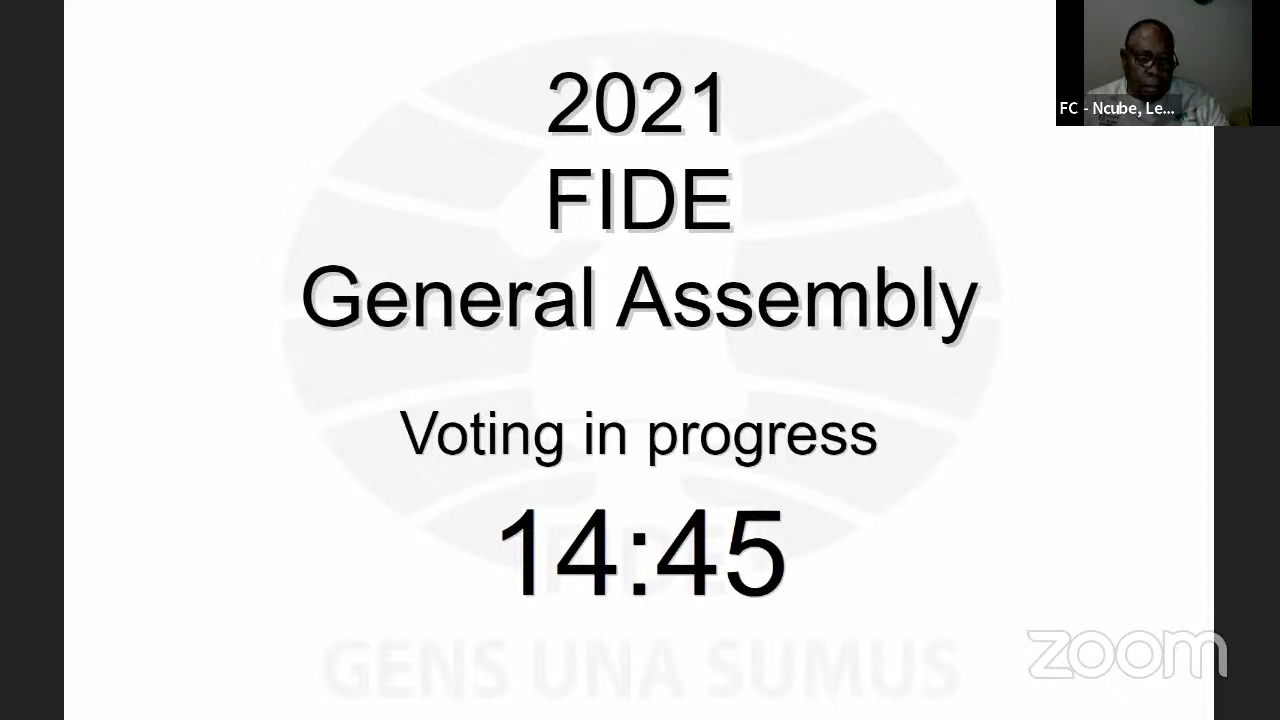 2021
FIDE
General Assembly
Voting in progress
14:45
GENS UNA SUMUS
FC - Ncube, Le...
zoom